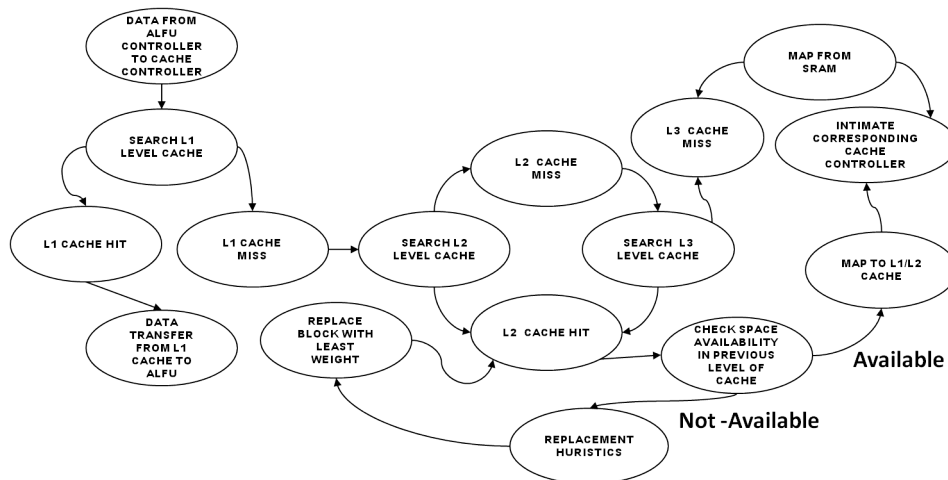 DATA FROM
ALFU
CONTROLLER
TO CACHE
CONTROLLER
SEARCH L1
LEVEL CACHE
L1 CACHE HIT
L1 CACHE
MISS
DATA
TRANSFER
FROM L1
CACHE TO ALFU
SEARCH L2
LEVEL CACHE
L2 CACHE
MISS
SEARCH L3
LEVEL CACHE
L2 CACHE HIT
REPLACE
BLOCK WITH
LEAST
WEIGHT
L3 CACHE
MISS
MAP FROM
SRAM
INTIMATE
CORRESPONDING
CACHE
CONTROLLER
MAP TO L1/L2
CACHE
CHECK SPACE
AVAILABILITY
IN PREVIOUS
LEVEL OF
CACHE
Available
Not -Available
REPLACEMENT
HURISTICS